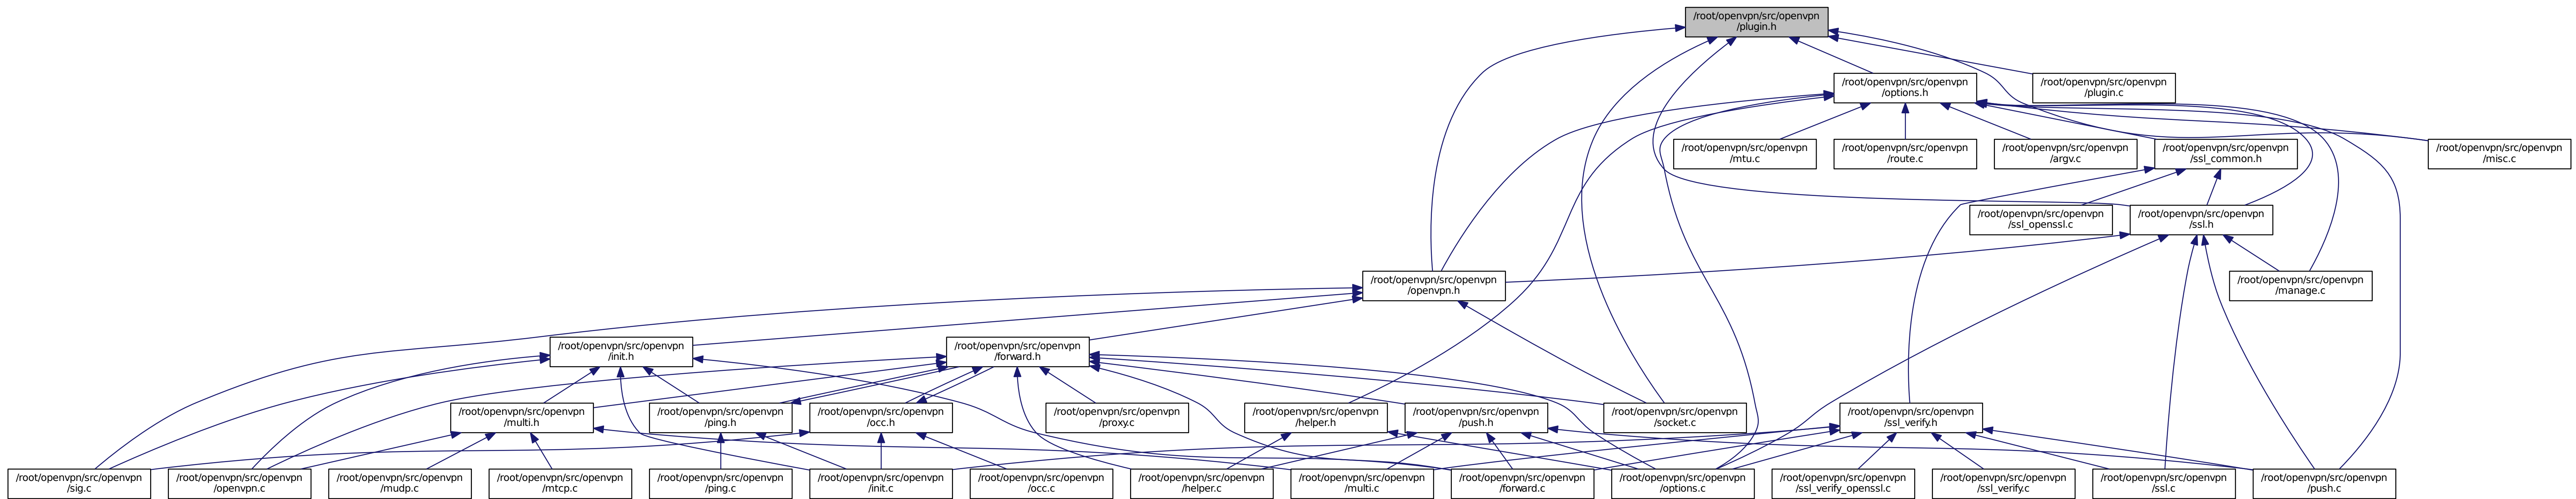 /root/openvpn/src/openvpn
/plugin.h
/root/openvpn/src/openvpn
/options.h
/root/openvpn/src/openvpn
/plugin.c
/root/openvpn/src/openvpn
/mtu.c
/root/openvpn/src/openvpn
/route.c
/root/openvpn/src/openvpn
/argv.c
/root/openvpn/src/openvpn
/ssl_common.h
/root/openvpn/src/openvpn
/misc.c
/root/openvpn/src/openvpn
/ssl_openssl.c
/root/openvpn/src/openvpn
/ssl.h
/root/openvpn/src/openvpn
/openvpn.h
/root/openvpn/src/openvpn
/manage.c
/root/openvpn/src/openvpn
/init.h
/root/openvpn/src/openvpn
/forward.h
/root/openvpn/src/openvpn
/multi.h
/root/openvpn/src/openvpn
/ping.h
/root/openvpn/src/openvpn
/occ.h
/root/openvpn/src/openvpn
/proxy.c
/root/openvpn/src/openvpn
/helper.h
/root/openvpn/src/openvpn
/push.h
/root/openvpn/src/openvpn
/socket.c
/root/openvpn/src/openvpn
/ssl_verify.h
/root/openvpn/src/openvpn
/sig.c
/root/openvpn/src/openvpn
/openvpn.c
/root/openvpn/src/openvpn
/mudp.c
/root/openvpn/src/openvpn
/mtcp.c
/root/openvpn/src/openvpn
/ping.c
/root/openvpn/src/openvpn
/init.c
/root/openvpn/src/openvpn
/occ.c
/root/openvpn/src/openvpn
/helper.c
/root/openvpn/src/openvpn
/multi.c
/root/openvpn/src/openvpn
/forward.c
/root/openvpn/src/openvpn
/options.c
/root/openvpn/src/openvpn
/ssl_verify_openssl.c
/root/openvpn/src/openvpn
/ssl_verify.c
/root/openvpn/src/openvpn
/ssl.c
/root/openvpn/src/openvpn
/push.c